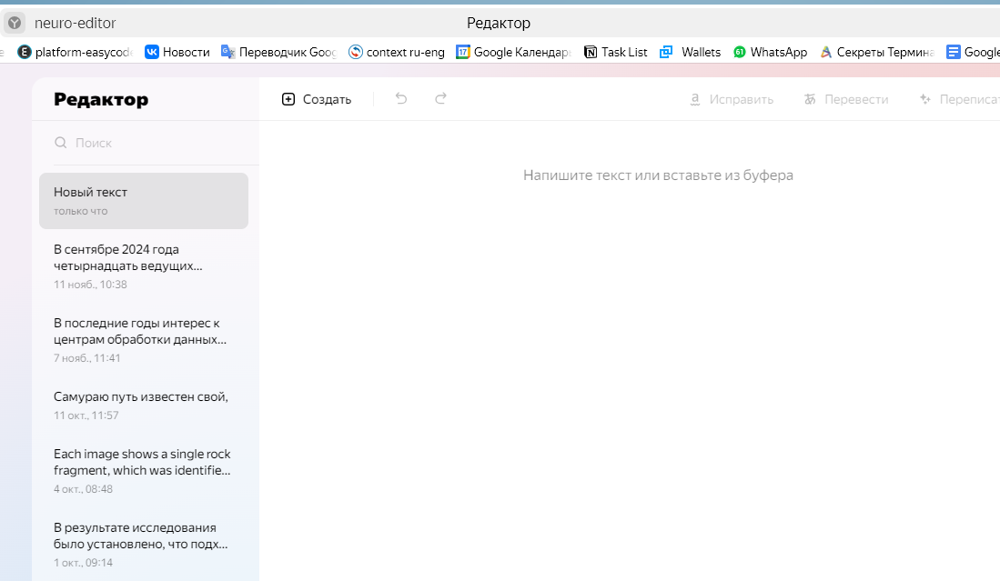 neuro-editor
Редактор
platform-easycode
Новости
Переводчик Goog
context ru-eng
17 Google Календар
Task List
Wallets
61 WhatsApp
Секреты Термина
Google
Редактор
Создать
Исправить
Перевести
Переписат
Поиск
Напишите текст или вставьте из буфера
Новый текст
только что
В сентябре 2024 года
четырнадцать ведущих...
11 нояб., 10:38
В последние годы интерес к
центрам обработки данных...
7 нояб., 11:41
Самураю путь известен свой,
11 окт., 11:57
Each image shows a single rock
fragment, which was identifie...
4 окт., 08:48
В результате исследования
было установлено, что подх...
1 окт., 09:14